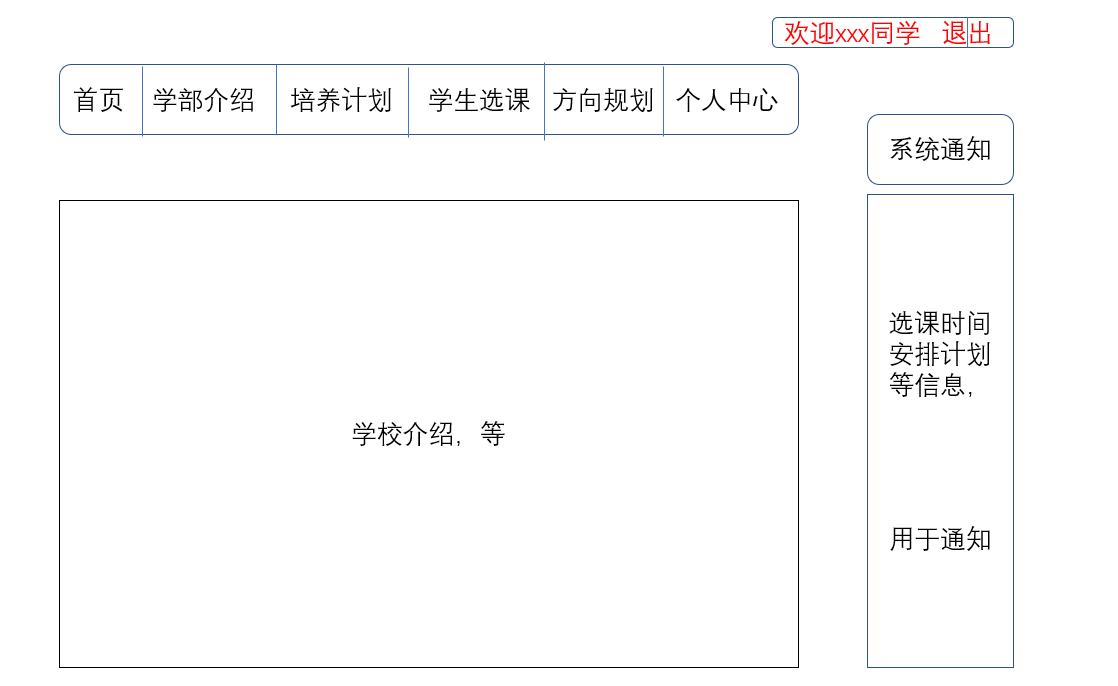 欢迎xxx同学 退出
首页 学部介绍 培养计划 学生选课 方向规划 个人中心
系统通知
学校介绍，等
选课时间
安排计划
等信息，
用于通知